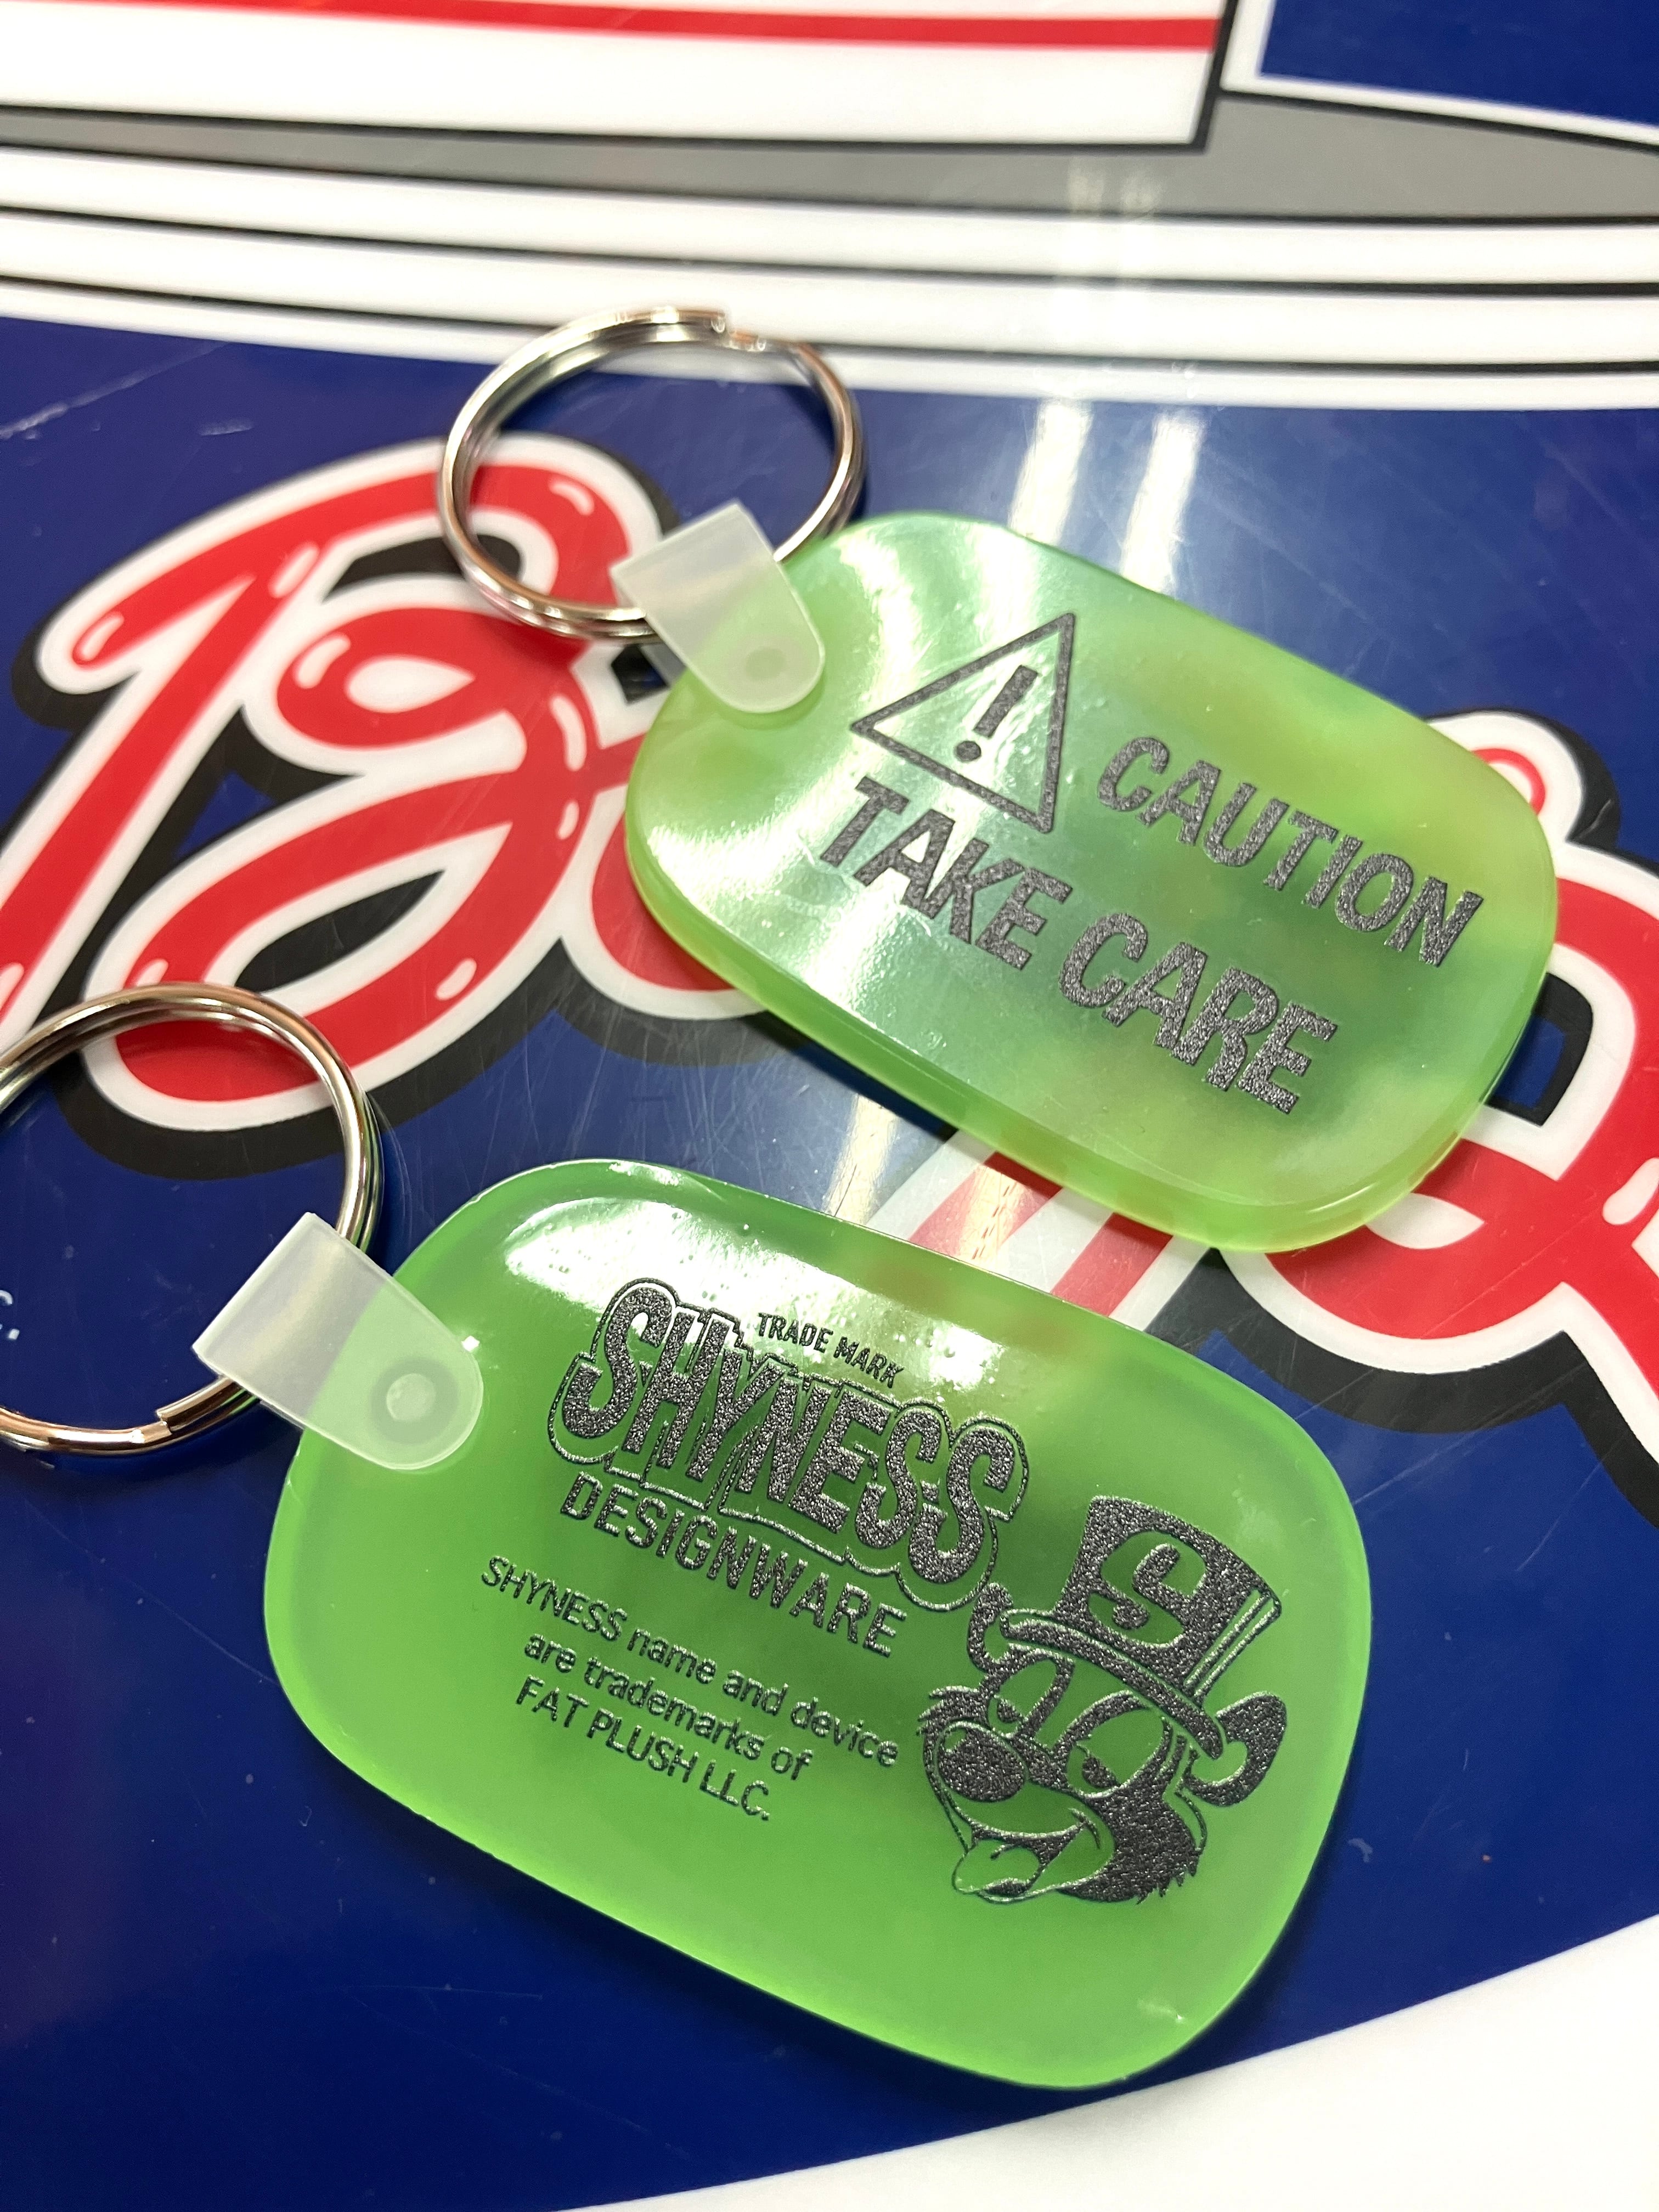 ! CAUTION
TAKE CARE
TRADE MARK
SHYNESS
DESIGNWARE
SHYNESS name and device
are trademarks of
FAT PLUSH LLC.
S